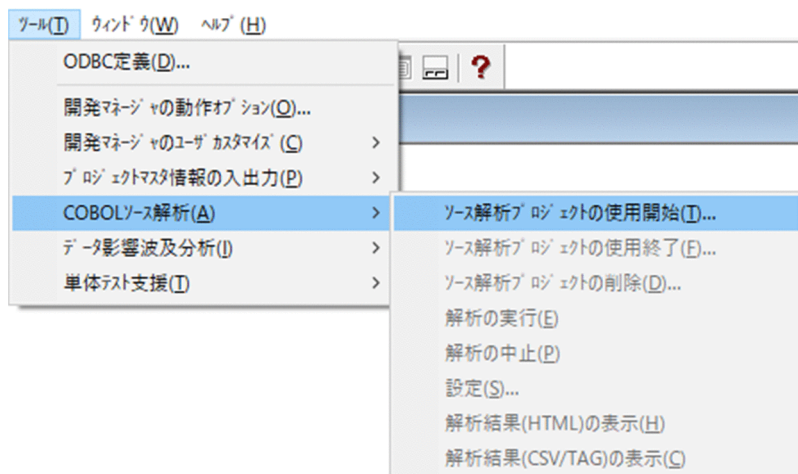 ﾂｰﾙ(T) ｳｨﾝﾄﾞｳ(W) ﾍﾙﾌﾟ(H)
ODBC定義(D)...
開発ﾏﾈｰｼﾞｬの動作ｵﾌﾟｼｮﾝ(O)...
開発ﾏﾈｰｼﾞｬのﾕｰｻﾞｶｽﾀﾏｲｽﾞ(C)
ﾌﾟﾛｼﾞｪｸﾄﾏｽﾀ情報の入出力(P)
COBOLｿｰｽ解析(A)
ﾃﾞｰﾀ影響波及分析(I)
単体ﾃｽﾄ支援(T)
ｿｰｽ解析ﾌﾟﾛｼﾞｪｸﾄの使用開始(T)...
ｿｰｽ解析ﾌﾟﾛｼﾞｪｸﾄの使用終了(F)...
ｿｰｽ解析ﾌﾟﾛｼﾞｪｸﾄの削除(D)...
解析の実行(E)
解析の中止(P)
設定(S)...
解析結果(HTML)の表示(H)
解析結果(CSV/TAG)の表示(C)